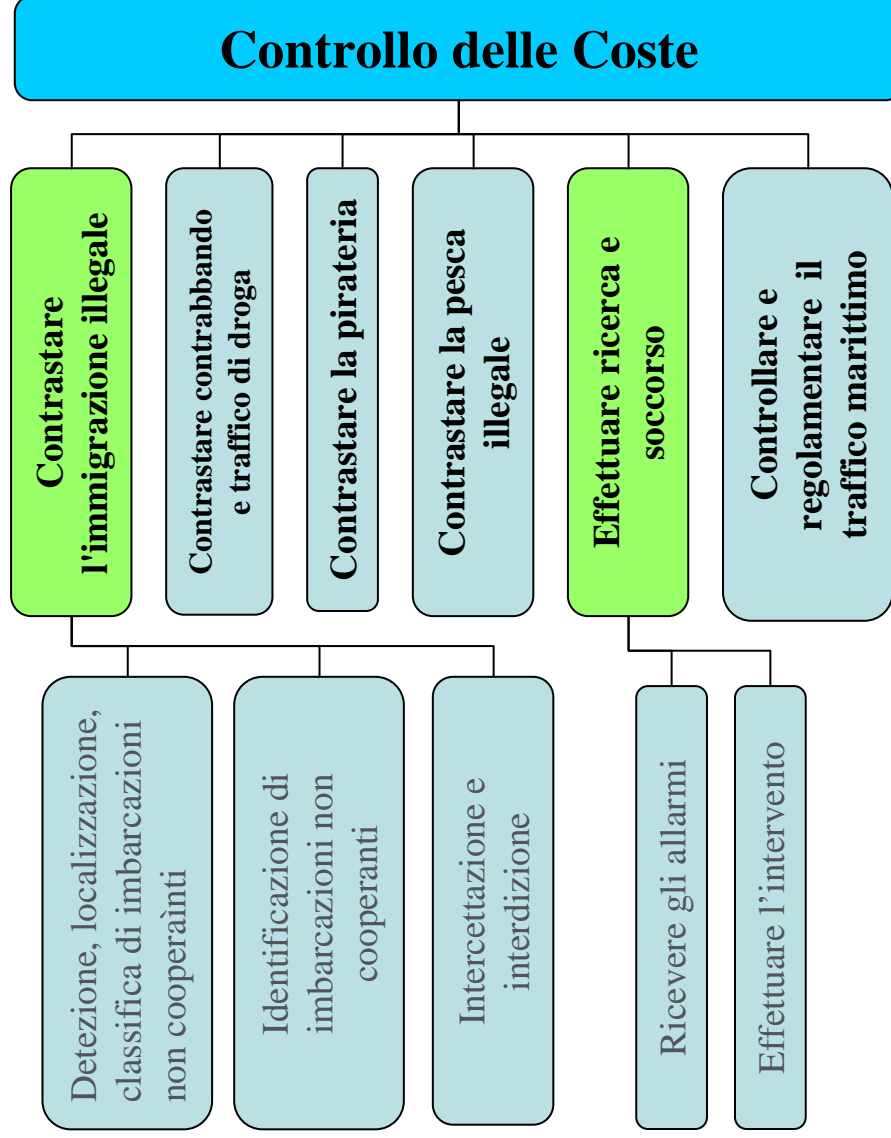 Controllo delle Coste
Contrastare
l'immigrazione illegale
Contrastare contrabbando
e traffico di droga
Contrastare la pirateria
Contrastare la pesca
illegale
Effettuare ricerca e
soccorso
Controllare e
regolamentare il
traffico marittimo
Detezione, localizzazione,
classifica di imbarcazioni
non cooperàinti
Identificazione di
imbarcazioni non
cooperanti
Intercettazione e
interdizione
Ricevere gli allarmi
Effettuare l’intervento